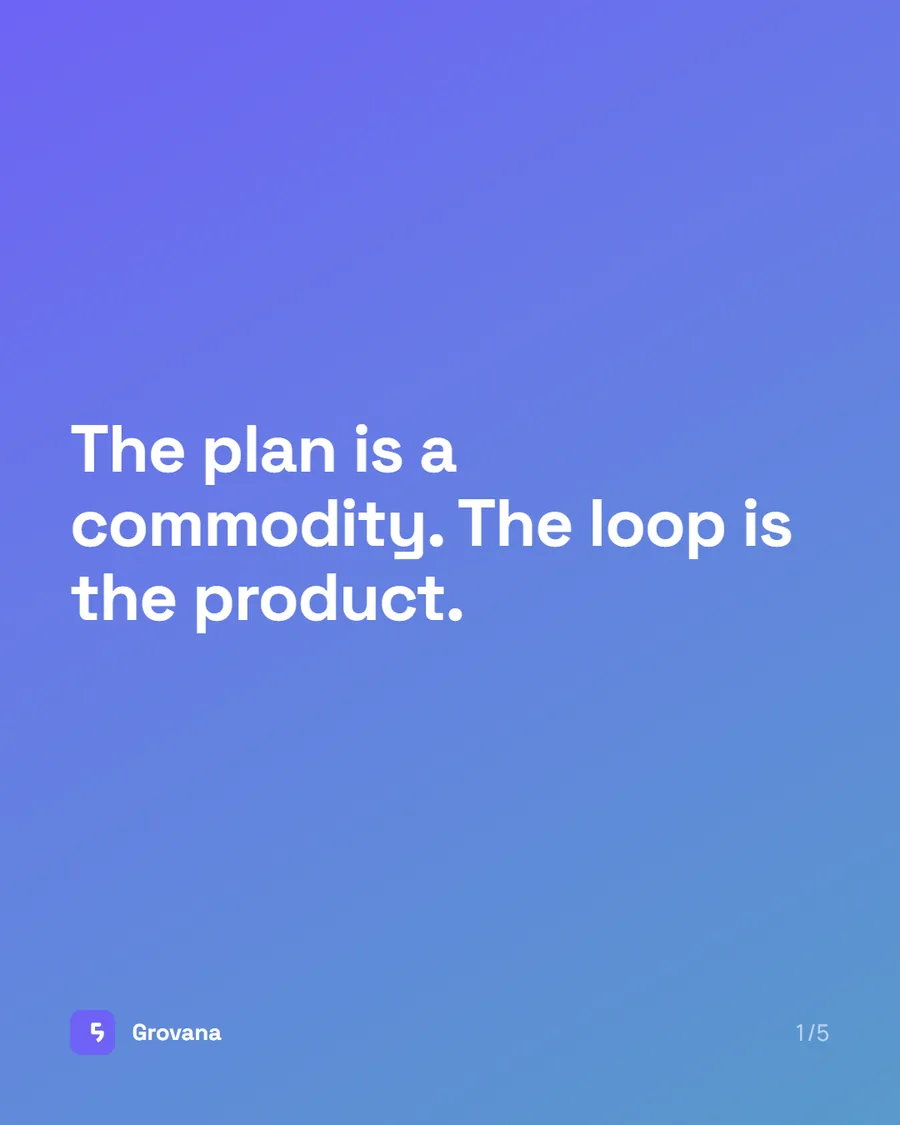 The plan is a
commodity. The loop is
the product.
Grovana
1/5